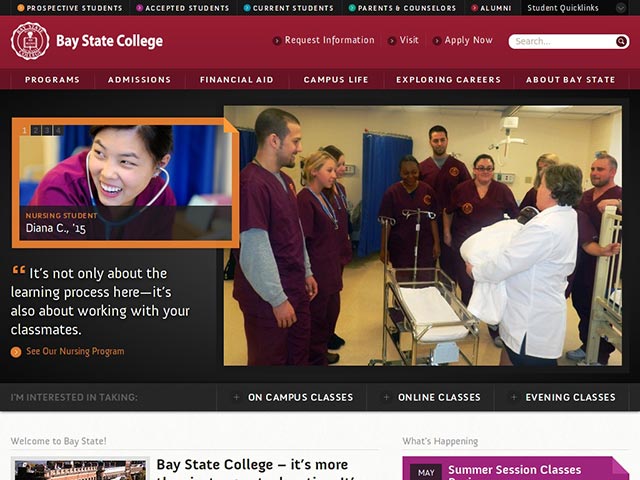 PROSPECTIVE STUDENTS
ACCEPTED STUDENTS
CURRENT STUDENTS
PARENTS & COUNSELORS
ALUMNI
Student Quicklinks
BAY STATE
COLLEGE
Bay State College
Request Information
Visit
Apply Now
Search...
PROGRAMS
ADMISSIONS
FINANCIAL AID
CAMPUS LIFE
EXPLORING CAREERS
ABOUT BAY STATE
1 2 3 4
NURSING STUDENT
Diana C., '15
“It's not only about the
learning process here—it's
also about working with your
classmates.
See Our Nursing Program
I'M INTERESTED IN TAKING:
ON CAMPUS CLASSES
ONLINE CLASSES
EVENING CLASSES
Welcome to Bay State!
Bay State College – it's more
What's Happening
MAY
Summer Session Classes